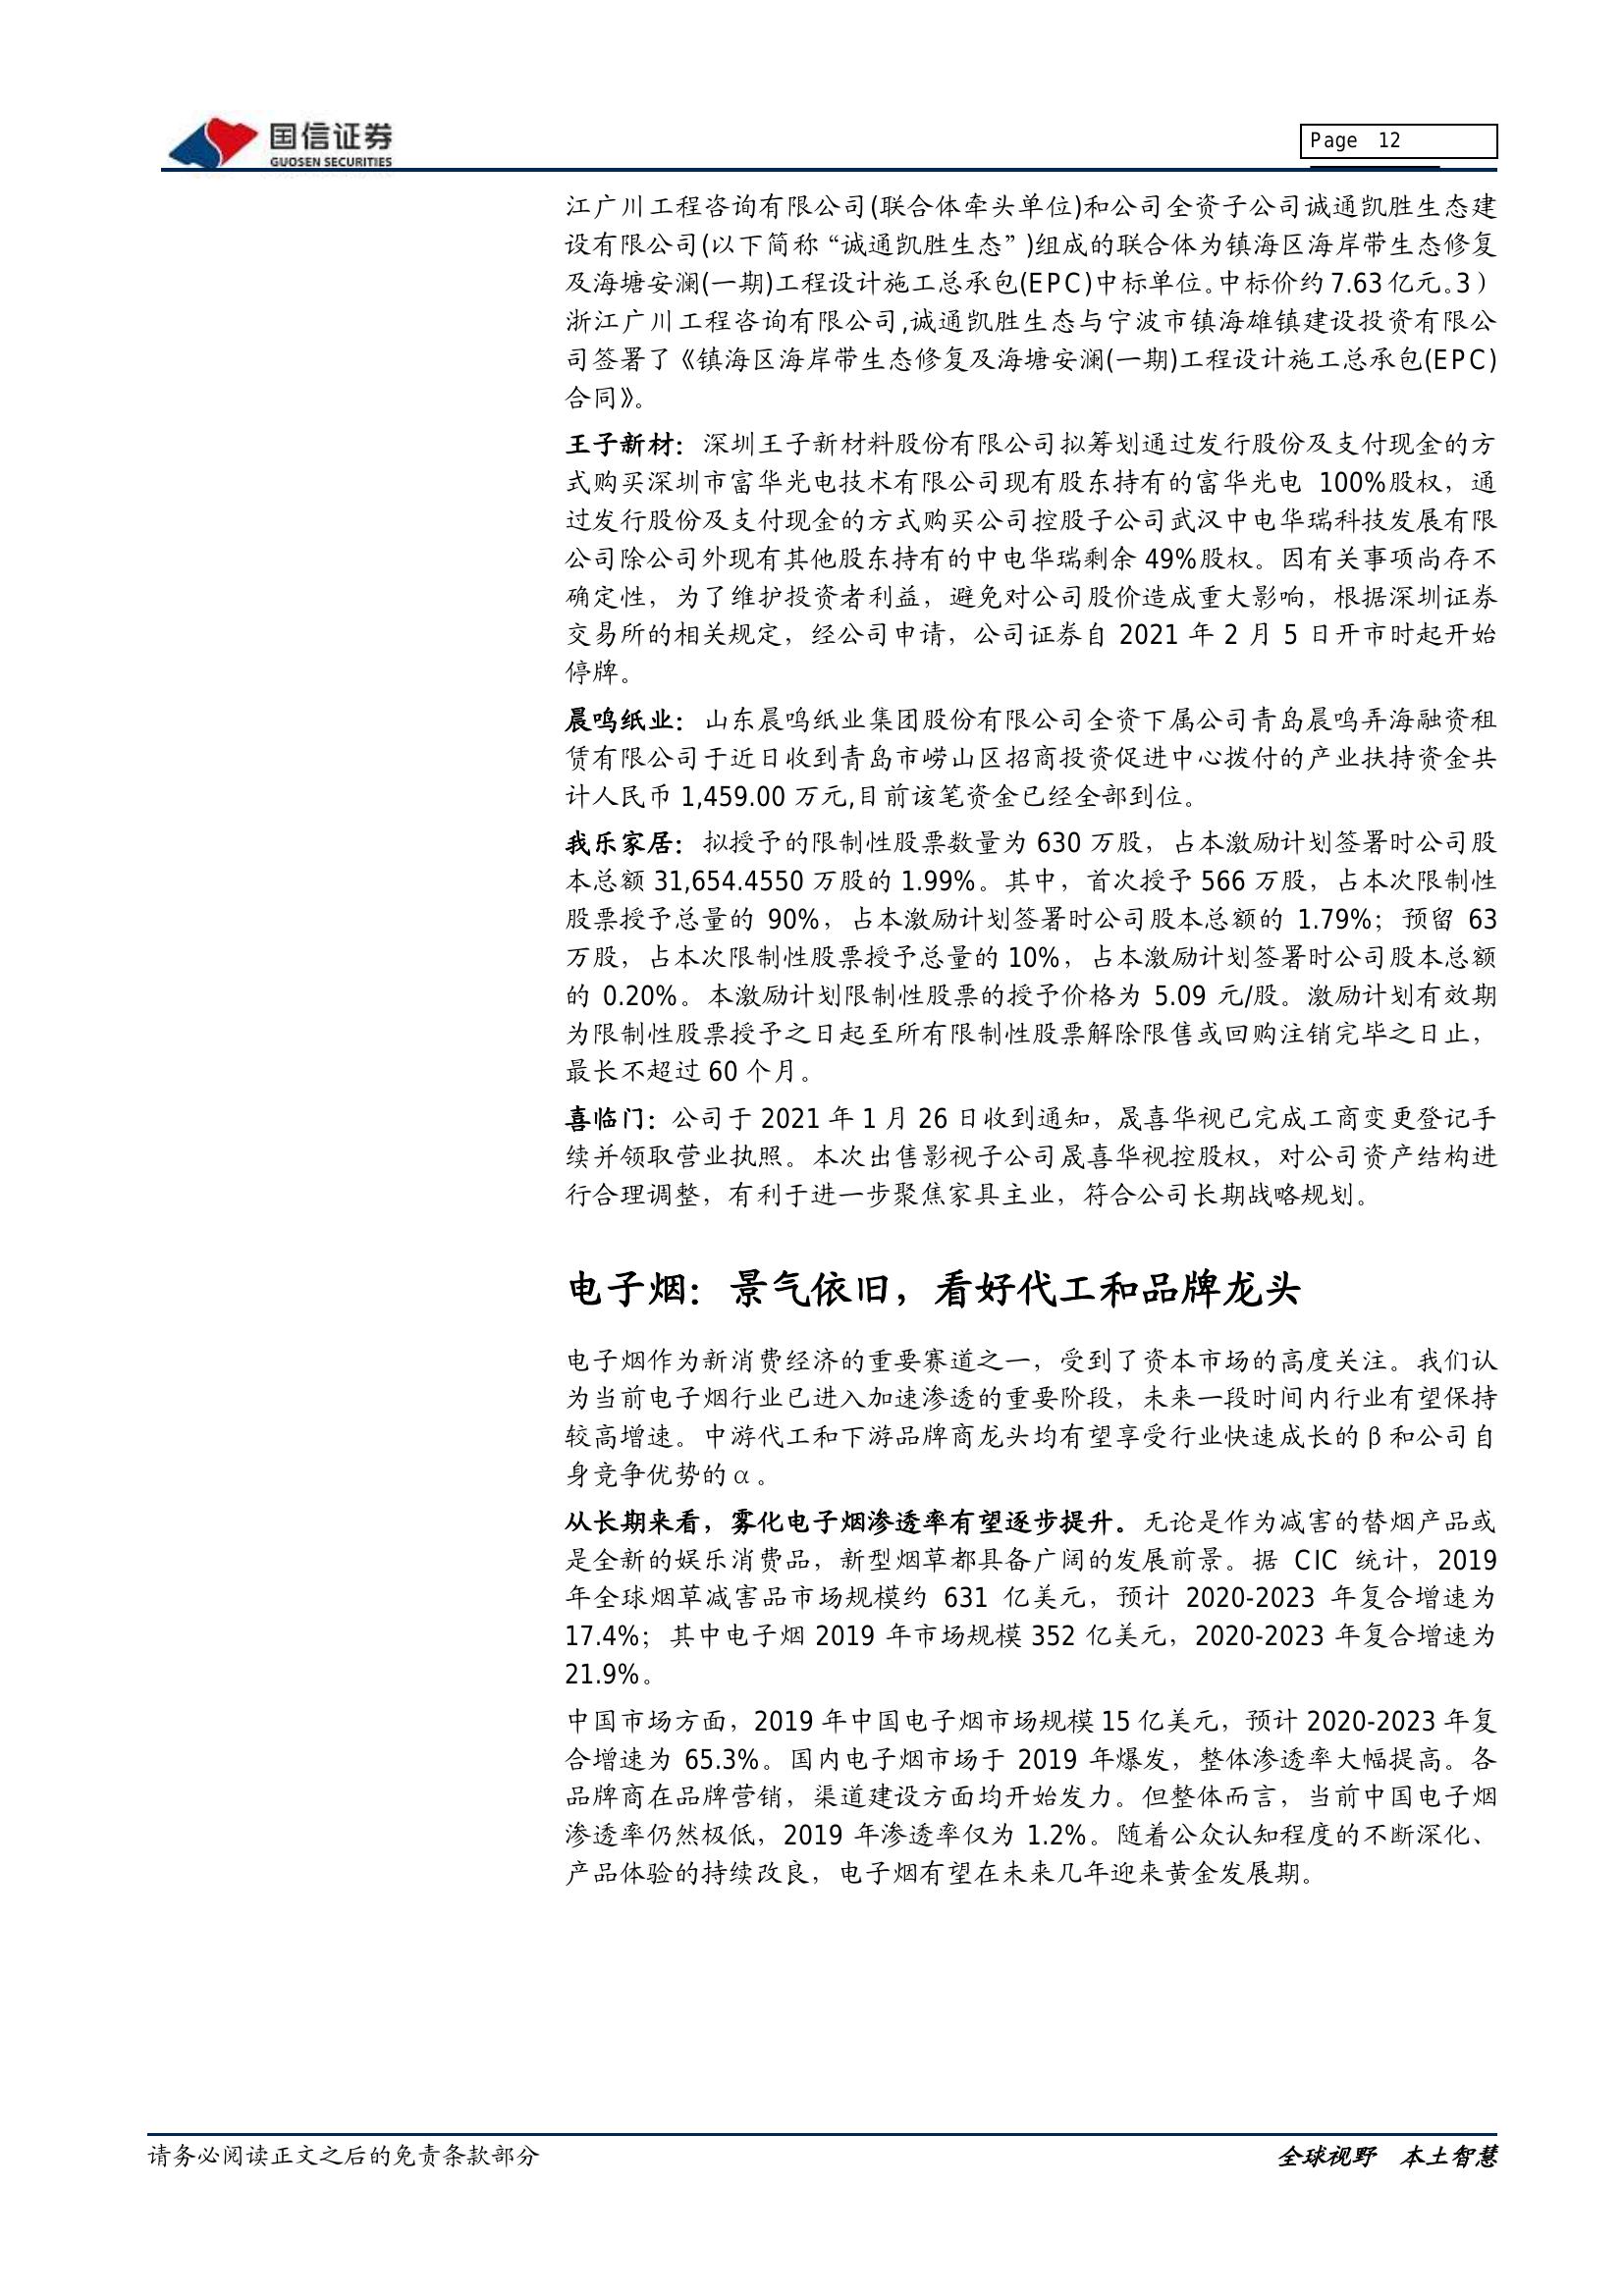 国信证券
GUOSEN SECURITIES
Page 12
江广川工程咨询有限公司(联合体牵头单位)和公司全资子公司诚通凯胜生态建
设有限公司(以下简称“诚通凯胜生态”)组成的联合体为镇海区海岸带生态修复
及海塘安澜(一期)工程设计施工总承包(EPC)中标单位。中标价约7.63亿元。3）
浙江广川工程咨询有限公司,诚通凯胜生态与宁波市镇海雄镇建设投资有限公
司签署了《镇海区海岸带生态修复及海塘安澜(一期)工程设计施工总承包(EPC)
合同》。
王子新材：深圳王子新材料股份有限公司拟筹划通过发行股份及支付现金的方
式购买深圳市富华光电技术有限公司现有股东持有的富华光电 100%股权，通
过发行股份及支付现金的方式购买公司控股子公司武汉中电华瑞科技发展有限
公司除公司外现有其他股东持有的中电华瑞剩余 49%股权。因有关事项尚存不
确定性，为了维护投资者利益，避免对公司股价造成重大影响，根据深圳证券
交易所的相关规定，经公司申请，公司证券自 2021 年 2 月 5 日开市时起开始
停牌。
晨鸣纸业：山东晨鸣纸业集团股份有限公司全资下属公司青岛晨鸣弄海融资租
赁有限公司于近日收到青岛市崂山区招商投资促进中心拨付的产业扶持资金共
计人民币 1,459.00 万元,目前该笔资金已经全部到位。
我乐家居：拟授予的限制性股票数量为 630 万股，占本激励计划签署时公司股
本总额 31,654.4550 万股的 1.99%。其中，首次授予 566 万股，占本次限制性
股票授予总量的 90%，占本激励计划签署时公司股本总额的 1.79%；预留 63
万股，占本次限制性股票授予总量的 10%，占本激励计划签署时公司股本总额
的 0.20%。本激励计划限制性股票的授予价格为 5.09 元/股。激励计划有效期
为限制性股票授予之日起至所有限制性股票解除限售或回购注销完毕之日止，
最长不超过 60 个月。
喜临门：公司于 2021 年 1 月 26 日收到通知，晟喜华视已完成工商变更登记手
续并领取营业执照。本次出售影视子公司晟喜华视控股权，对公司资产结构进
行合理调整，有利于进一步聚焦家具主业，符合公司长期战略规划。
电子烟：景气依旧，看好代工和品牌龙头
电子烟作为新消费经济的重要赛道之一，受到了资本市场的高度关注。我们认
为当前电子烟行业已进入加速渗透的重要阶段，未来一段时间内行业有望保持
较高增速。中游代工和下游品牌商龙头均有望享受行业快速成长的 β 和公司自
身竞争优势的 α 。
从长期来看，雾化电子烟渗透率有望逐步提升。无论是作为减害的替烟产品或
是全新的娱乐消费品，新型烟草都具备广阔的发展前景。据 CIC 统计，2019
年全球烟草减害品市场规模约 631 亿美元，预计 2020-2023 年复合增速为
17.4%；其中电子烟 2019 年市场规模 352 亿美元，2020-2023 年复合增速为
21.9%。
中国市场方面，2019 年中国电子烟市场规模 15 亿美元，预计 2020-2023 年复
合增速为 65.3%。国内电子烟市场于 2019 年爆发，整体渗透率大幅提高。各
品牌商在品牌营销，渠道建设方面均开始发力。但整体而言，当前中国电子烟
渗透率仍然极低，2019 年渗透率仅为 1.2%。随着公众认知程度的不断深化、
产品体验的持续改良，电子烟有望在未来几年迎来黄金发展期。
请务必阅读正文之后的免责条款部分
全球视野 本土智慧